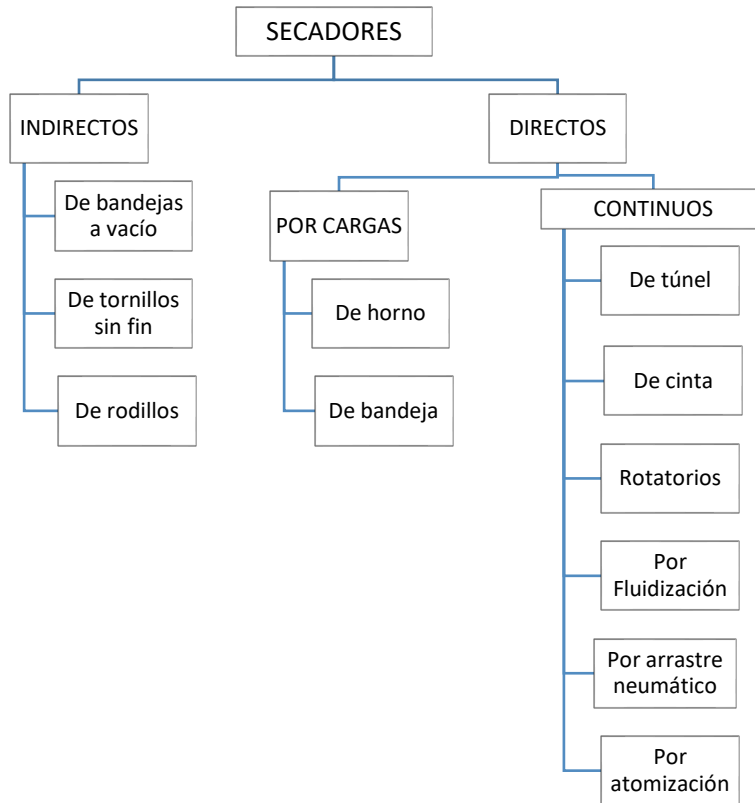 SECADORES
INDIRECTOS
De bandejas
a vacío
De tornillos
sin fin
De rodillos
DIRECTOS
POR CARGAS
De horno
De bandeja
CONTINUOS
De túnel
De cinta
Rotatorios
Por
Fluidización
Por arrastre
neumático
Por
atomización